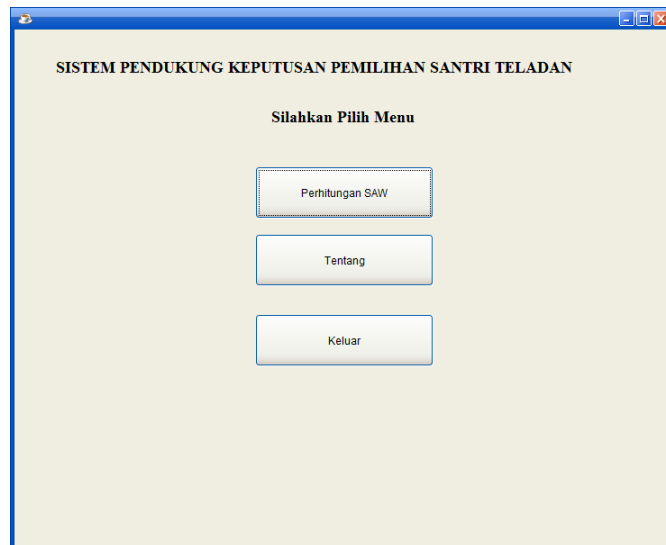 SISTEM PENDUKUNG KEPUTUSAN PEMILIHAN SANTRI TELADAN
Silahkan Pilih Menu
Perhitungan SAW
Tentang
Keluar